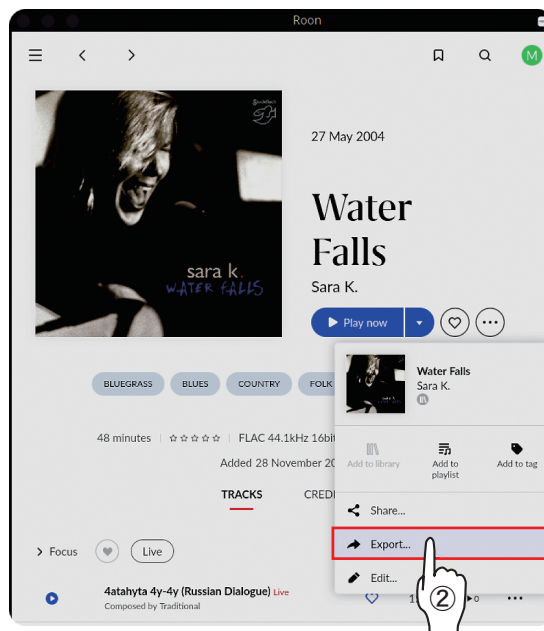 Roon
M
27 May 2004
Water
Falls
Sara K.
sara k.
WATER FALLS
Play now
Water Falls
Sara K.
BLUEGRASS
BLUES
COUNTRY
FOLK
48 minutes
FLAC 44.1kHz 16bit
Add to library
Add to
playlist
Add to tag
Added 28 November 20
TRACKS
CREDI
Share...
Export...
Focus
Live
Edit...
②
4atahyta 4y-4y (Russian Dialogue) Live
Composed by Traditional
0